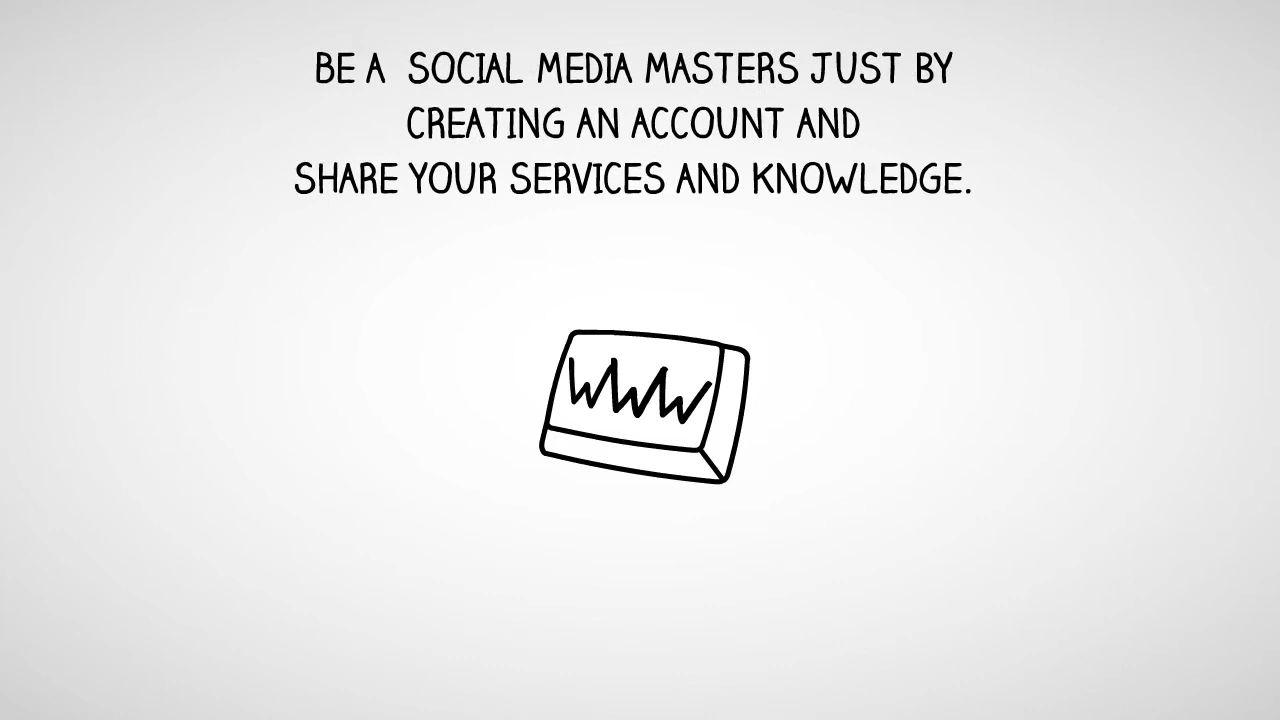 BE A  SOCIAL MEDIA MASTERS JUST BY
CREATING AN ACCOUNT AND
SHARE YOUR SERVICES AND KNOWLEDGE.
WWW